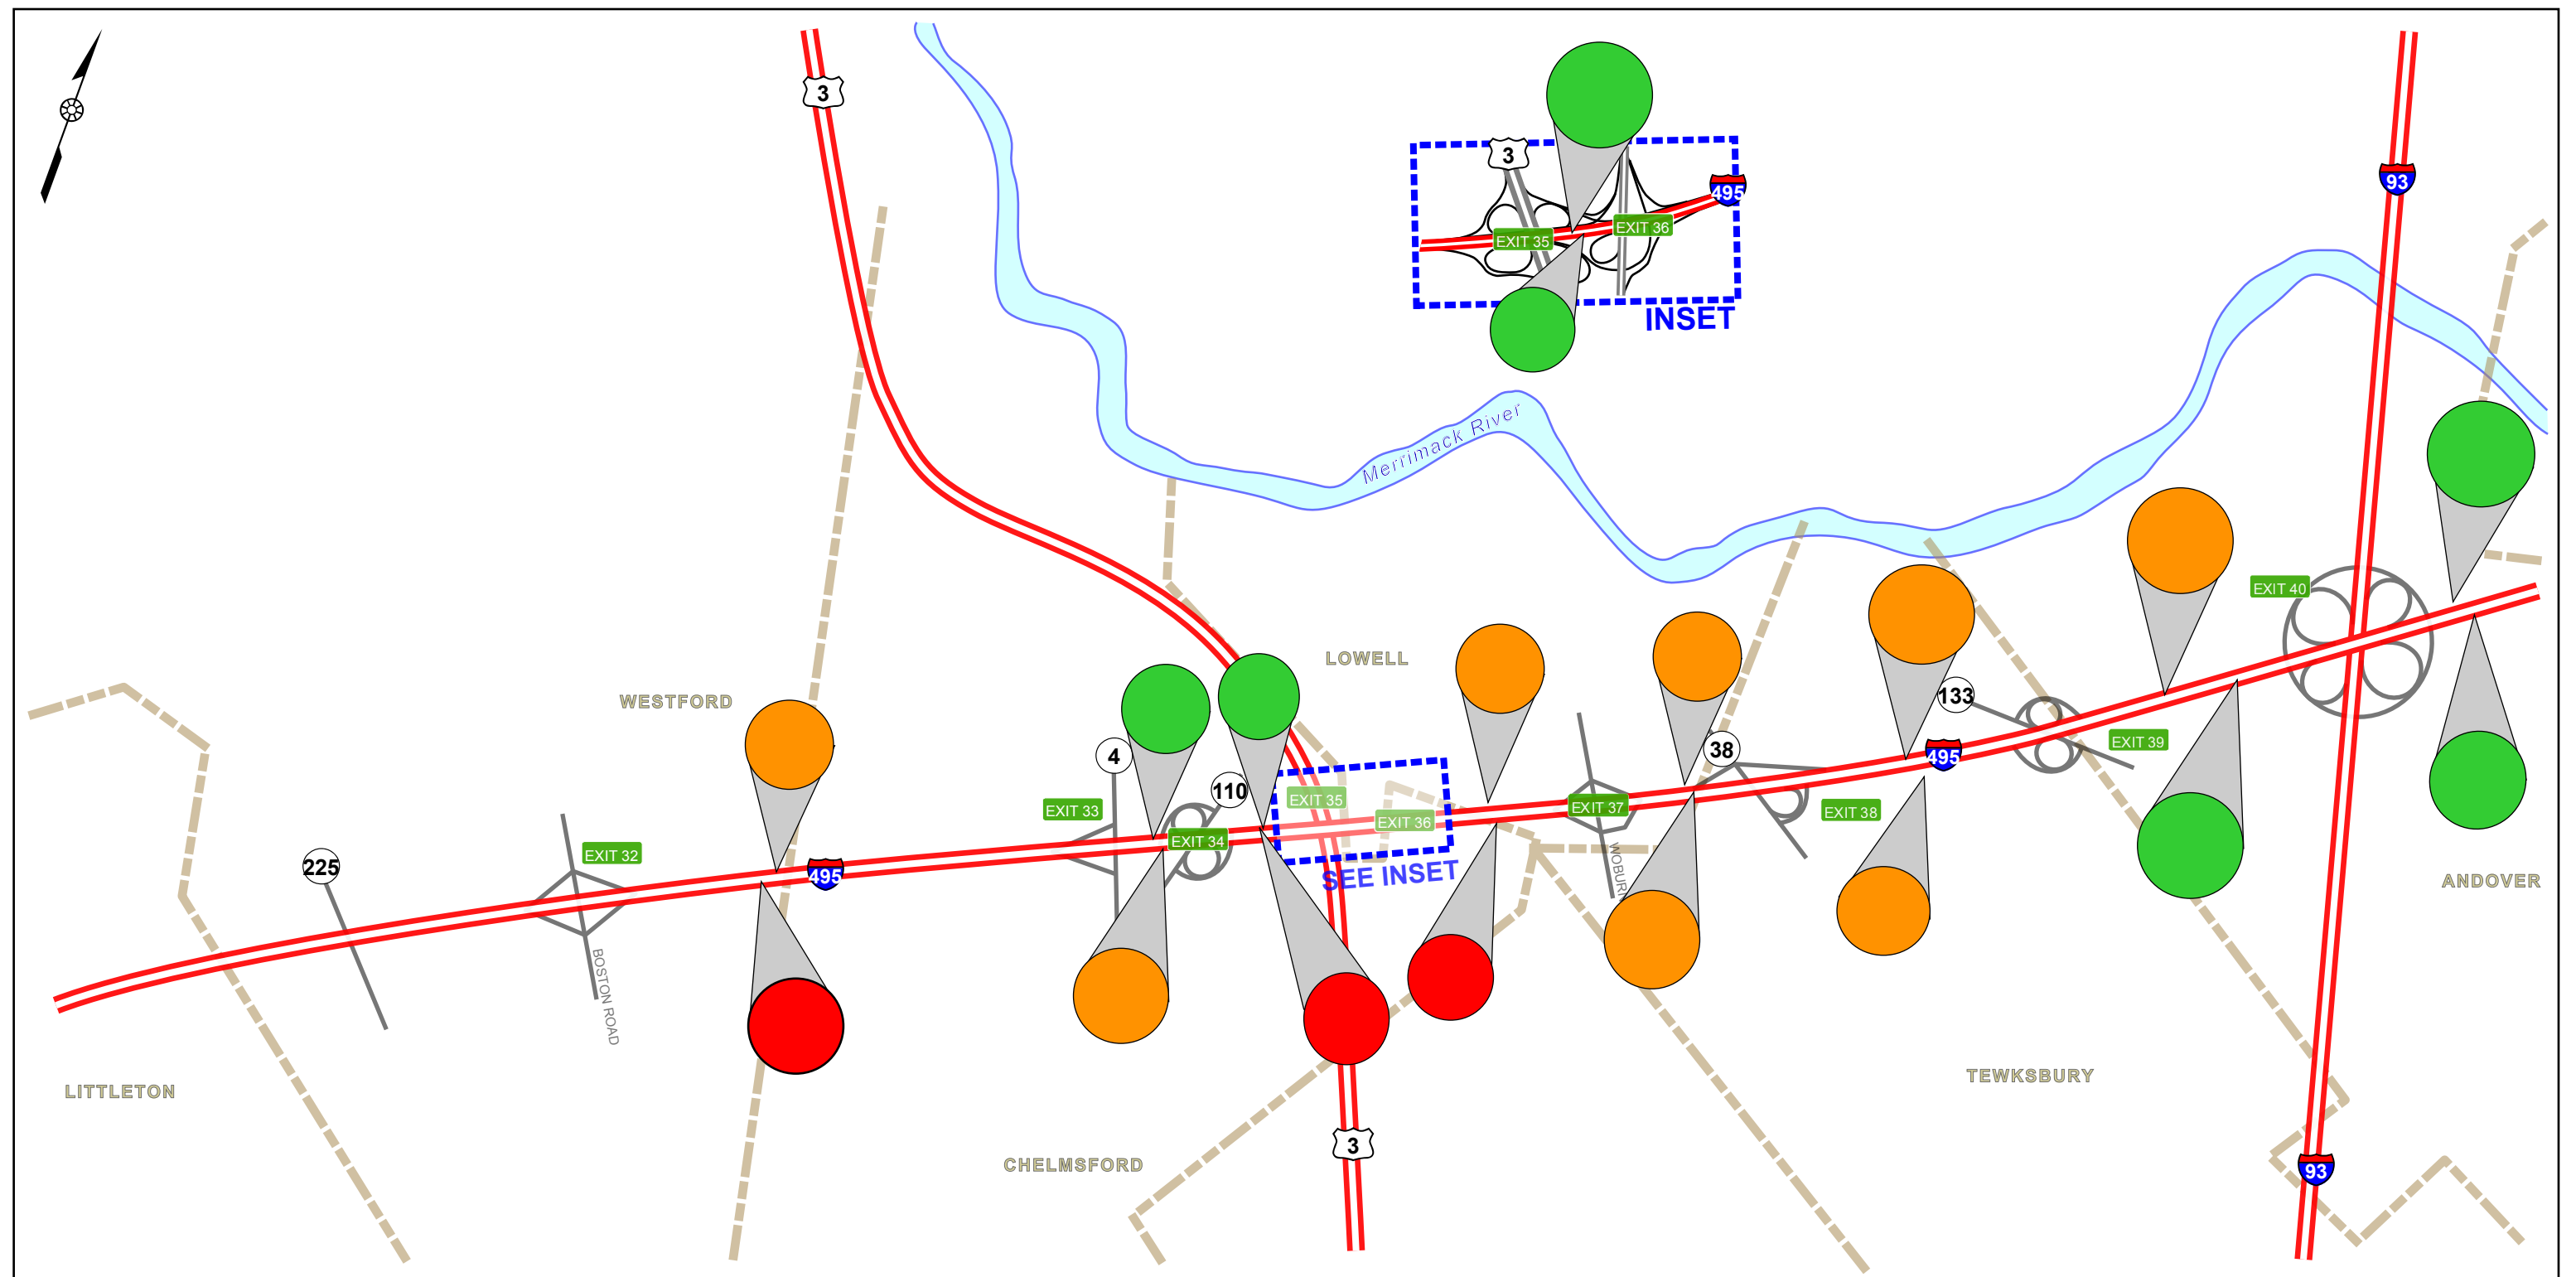 3
3
495
93
EXIT 36
EXIT 35
INSET
Merrimack River
EXIT 40
LOWELL
WESTFORD
133
4
38
EXIT 39
495
110
EXIT 35
EXIT 33
EXIT 37
EXIT 38
EXIT 36
EXIT 34
EXIT 32
225
495
SEE INSET
WOBURN
ANDOVER
BOSTON ROAD
TEWKSBURY
LITTLETON
3
CHELMSFORD
93